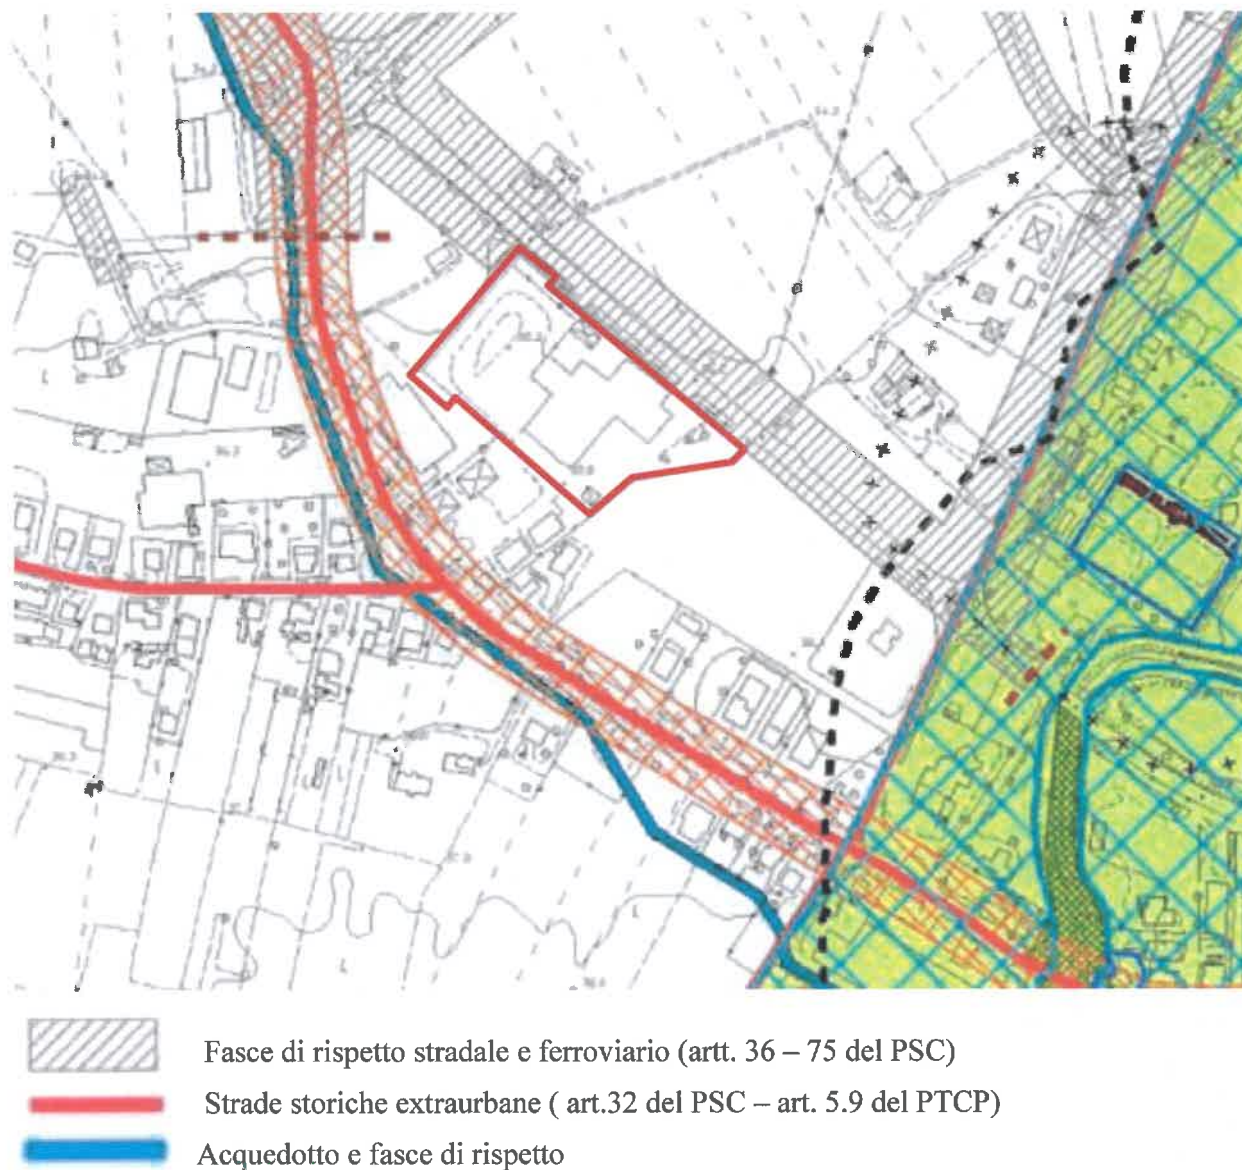 Fasce di rispetto stradale e ferroviario (artt. 36 – 75 del PSC)
Strade storiche extraurbane ( art.32 del PSC – art. 5.9 del PTCP)
Acquedotto e fasce di rispetto